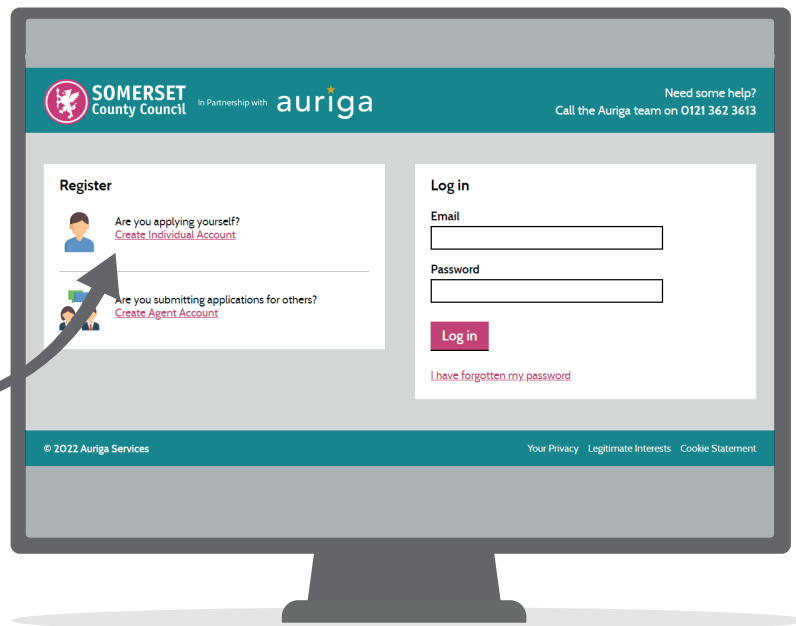 SOMERSET
County Council
In Partnership with auriga
Need some help?
Call the Auriga team on 0121 362 3613
Register
Are you applying yourself?
Create Individual Account
Are you submitting applications for others?
Create Agent Account
Log in
Email
Password
Log in
I have forgotten my password
© 2022 Auriga Services
Your Privacy Legitimate Interests Cookie Statement